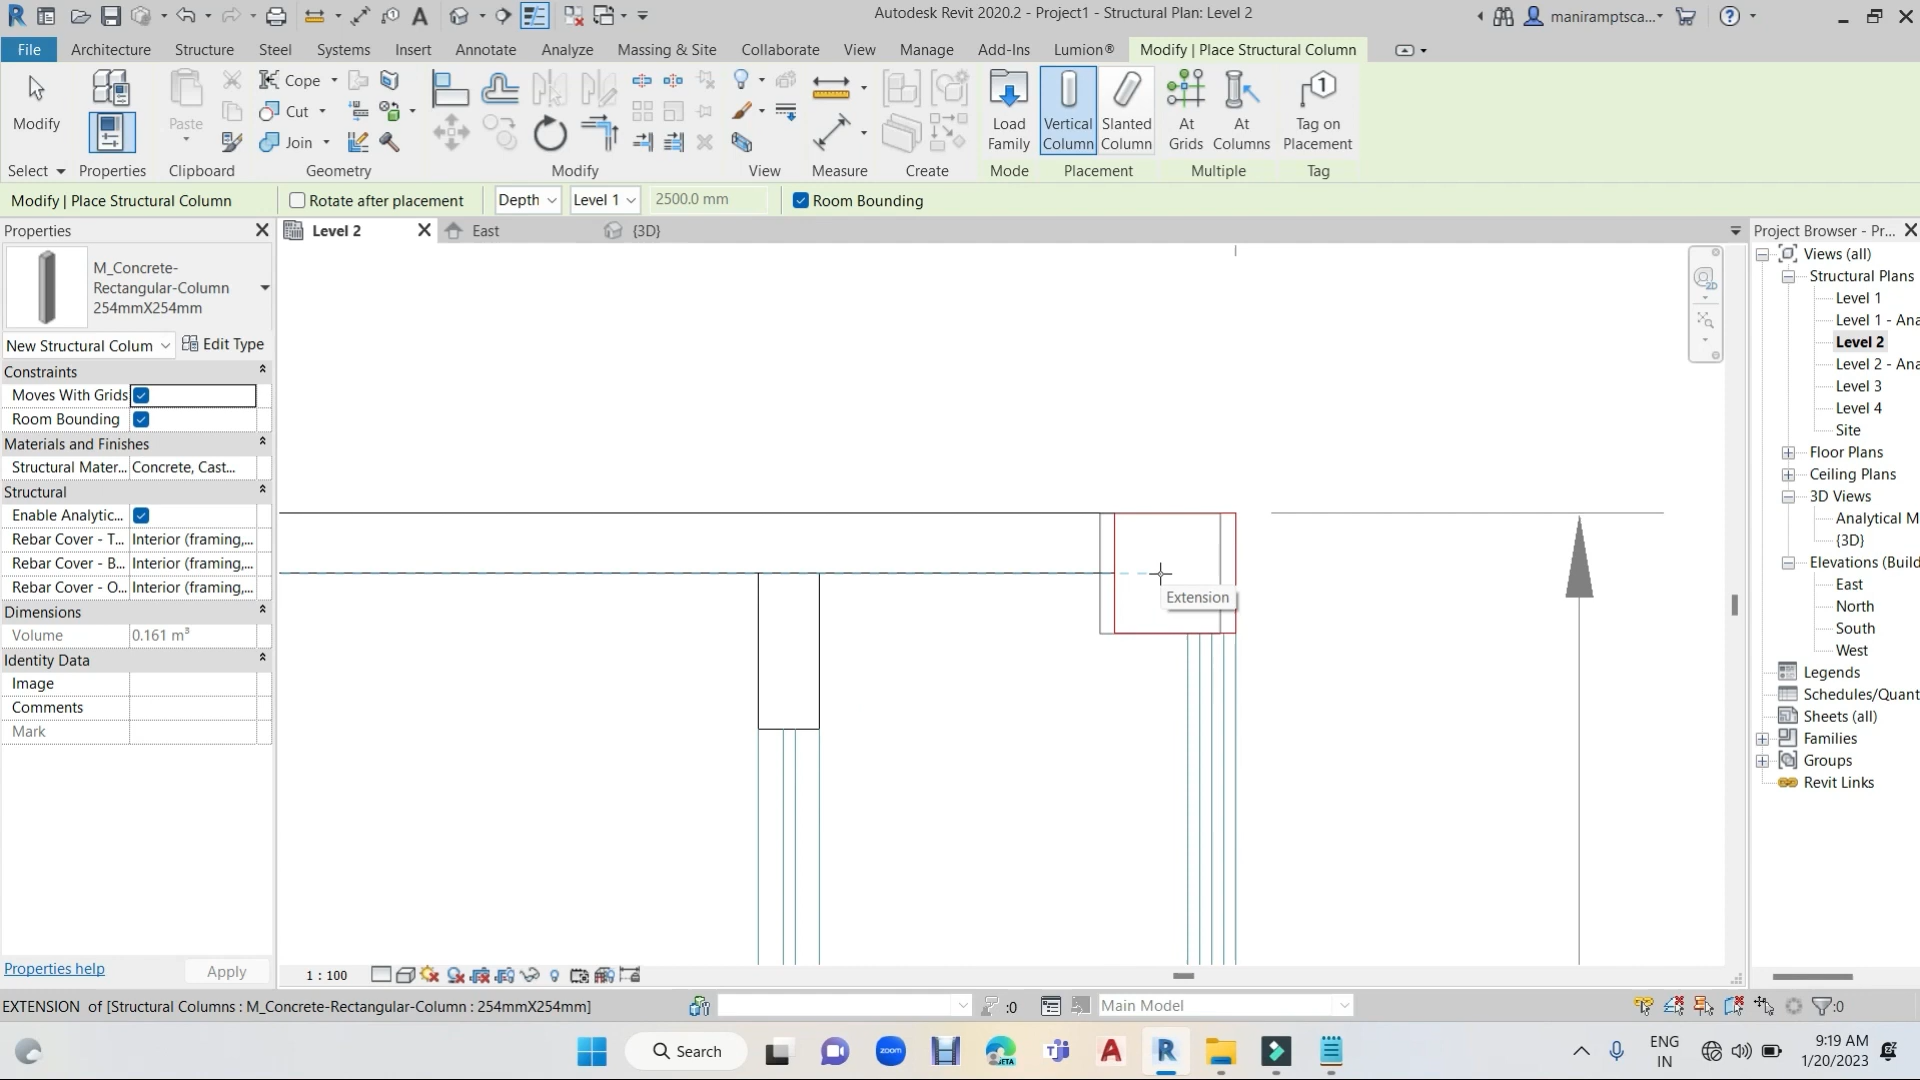 Autodesk Revit 2020.2 - Project1 - Structural Plan: Level 2
maniramptsca...
File Architecture Structure Steel Systems Insert Annotate Analyze Massing & Site Collaborate View Manage Add-Ins Lumion® Modify | Place Structural Column
Modify
Paste
Cope
Cut
Join
Load Family
Vertical Column
Slanted Column
At Grids
At Columns
Tag on Placement
Select Properties Clipboard Geometry Modify View Measure Create Mode Placement Multiple Tag
Modify | Place Structural Column Rotate after placement Depth Level 1 2500.0 mm Room Bounding
Properties
Level 2 East {3D}
M_Concrete-
Rectangular-Column
254mmX254mm
New Structural Colum Edit Type
Constraints
Moves With Grids
Room Bounding
Materials and Finishes
Structural Mater... Concrete, Cast...
Structural
Enable Analytic...
Rebar Cover - T... Interior (framing,...
Rebar Cover - B... Interior (framing,...
Rebar Cover - O... Interior (framing,...
Dimensions
Volume 0.161 m³
Identity Data
Image
Comments
Mark
Properties help Apply
2D
Extension
1 : 100
Project Browser - Pr...
Views (all)
Structural Plans
Level 1
Level 1 - Ana
Level 2
Level 2 - Ana
Level 3
Level 4
Site
Floor Plans
Ceiling Plans
3D Views
Analytical M
{3D}
Elevations (Build
East
North
South
West
Legends
Schedules/Quant
Sheets (all)
Families
Groups
Revit Links
EXTENSION of [Structural Columns : M_Concrete-Rectangular-Column : 254mmX254mm] :0 Main Model :0
Search
zoom
BETA
ENG
IN
9:19 AM
1/20/2023